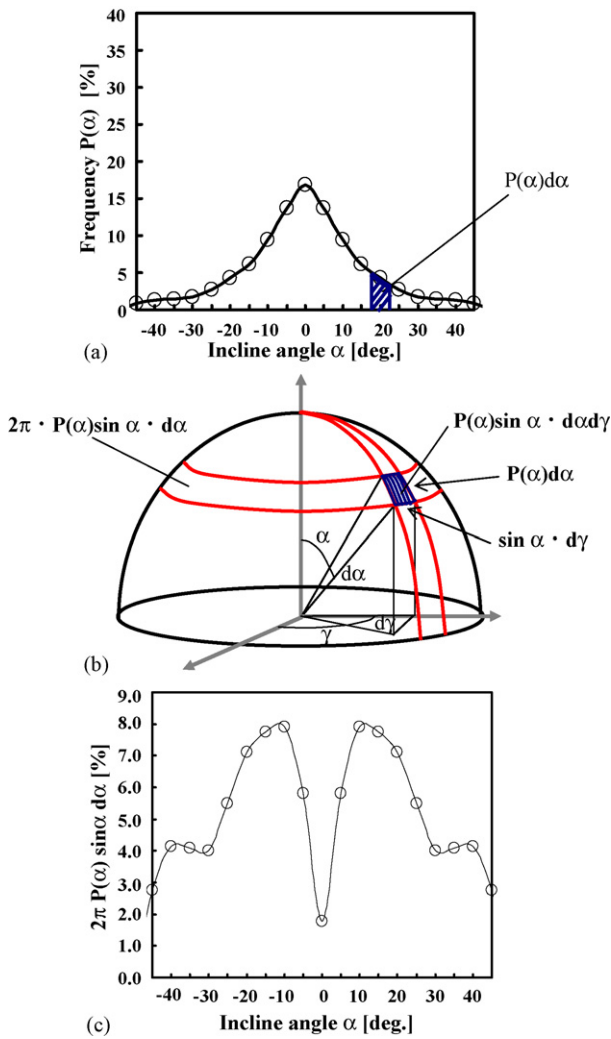 Frequency P(α) [%]
40
35
30
25
20
15
10
5
0
P(α)dα
-40 -30 -20 -10 0 10 20 30 40
Incline angle α [deg.]
(a)
2π · P(α)sin α · dα
P(α)sin α · dαdγ
P(α)dα
sin α · dγ
α
dα
dγ
γ
(b)
2π P(α) sinα dα [%]
9.0
8.0
7.0
6.0
5.0
4.0
3.0
2.0
1.0
0.0
-40 -30 -20 -10 0 10 20 30 40
Incline angle α [deg.]
(c)